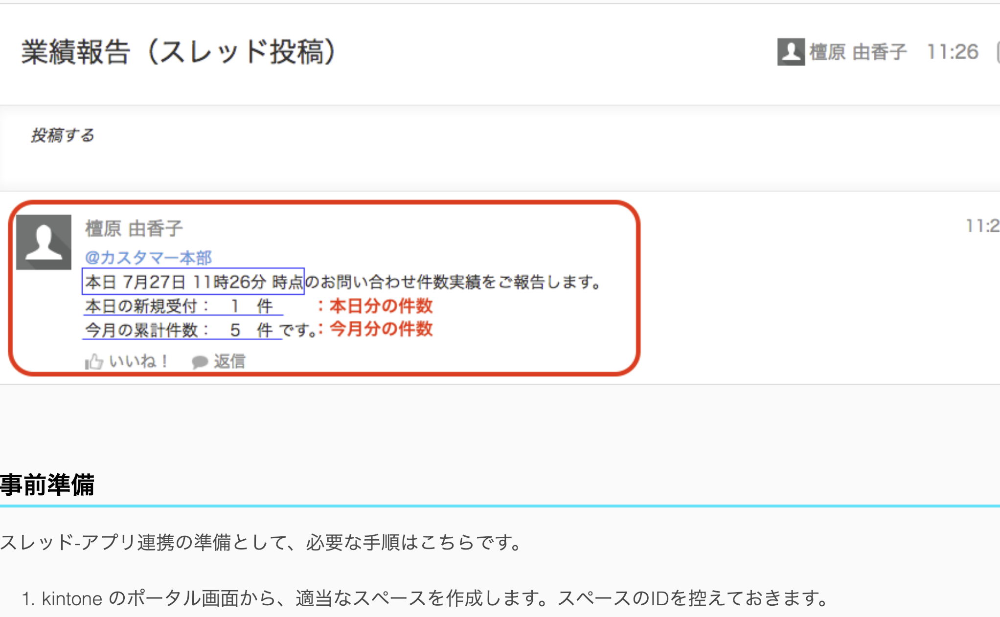 業績報告（スレッド投稿）
檀原 由香子 11:26
投稿する
檀原 由香子
11:2
@カスタマー本部
本日 7月27日 11時26分 時点のお問い合わせ件数実績をご報告します。
本日の新規受付： 1 件 ：本日分の件数
今月の累計件数： 5 件 です。：今月分の件数
いいね！ 返信
事前準備
スレッド-アプリ連携の準備として、必要な手順はこちらです。
1. kintone のポータル画面から、適当なスペースを作成します。スペースのIDを控えておきます。